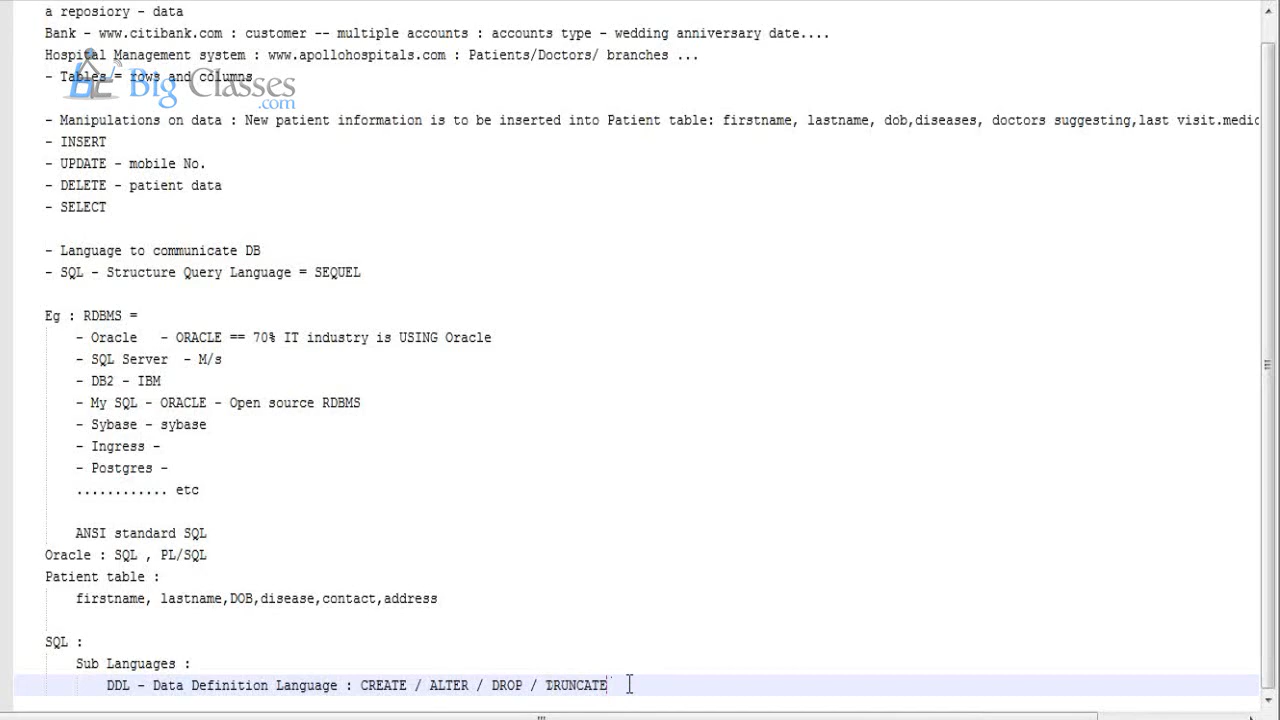 a reposiory - data
Bank - www.citibank.com : customer -- multiple accounts : accounts type - wedding anniversary date....
Hospital Management system : www.apollohospitals.com : Patients/Doctors/ branches ...
- Tables = rows and columns
Big Classes
.com
- Manipulations on data : New patient information is to be inserted into Patient table: firstname, lastname, dob,diseases, doctors suggesting,last visit.medic
- INSERT
- UPDATE - mobile No.
- DELETE - patient data
- SELECT
- Language to communicate DB
- SQL - Structure Query Language = SEQUEL
Eg : RDBMS =
- Oracle - ORACLE == 70% IT industry is USING Oracle
- SQL Server - M/s
- DB2 - IBM
- My SQL - ORACLE - Open source RDBMS
- Sybase - sybase
- Ingress -
- Postgres -
............ etc
ANSI standard SQL
Oracle : SQL , PL/SQL
Patient table :
firstname, lastname,DOB,disease,contact,address
SQL :
Sub Languages :
DDL - Data Definition Language : CREATE / ALTER / DROP / TRUNCATE